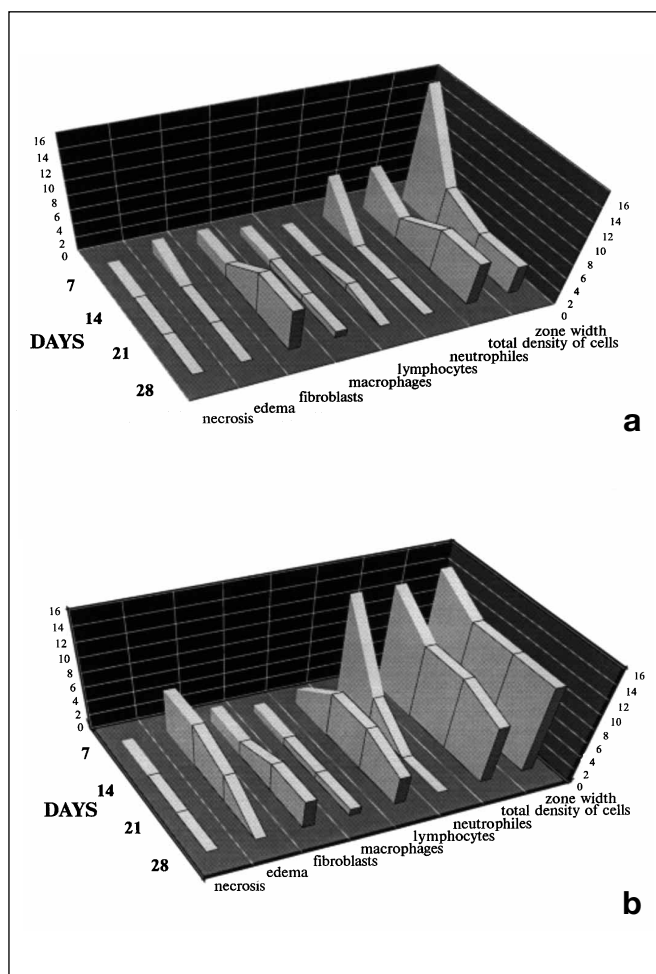 16
14
12
10
8
6
4
2
0
7
14
21
28
DAYS
necrosis
edema
fibroblasts
macrophages
lymphocytes
neutrophiles
total density of cells
zone width
16
14
12
10
8
6
4
2
0
a
16
14
12
10
8
6
4
2
0
7
14
21
28
DAYS
necrosis
edema
fibroblasts
macrophages
lymphocytes
neutrophiles
total density of cells
zone width
16
14
12
10
8
6
4
2
0
b